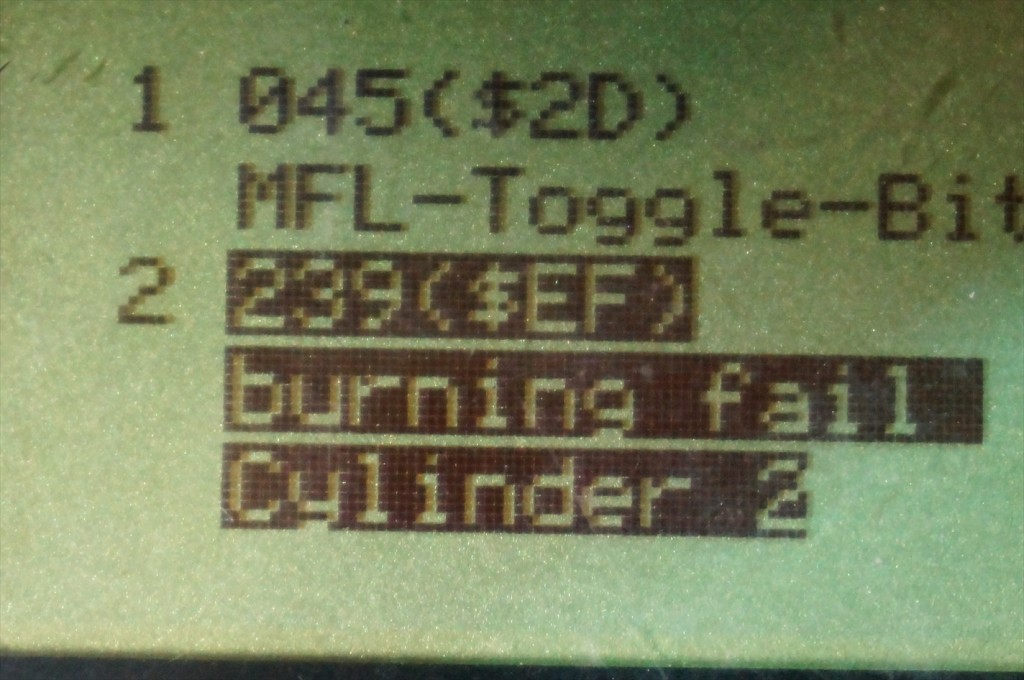 1 045($2D)
MFL-Toggle-Bit
2 239($EF)
burning fail
Cylinder 2